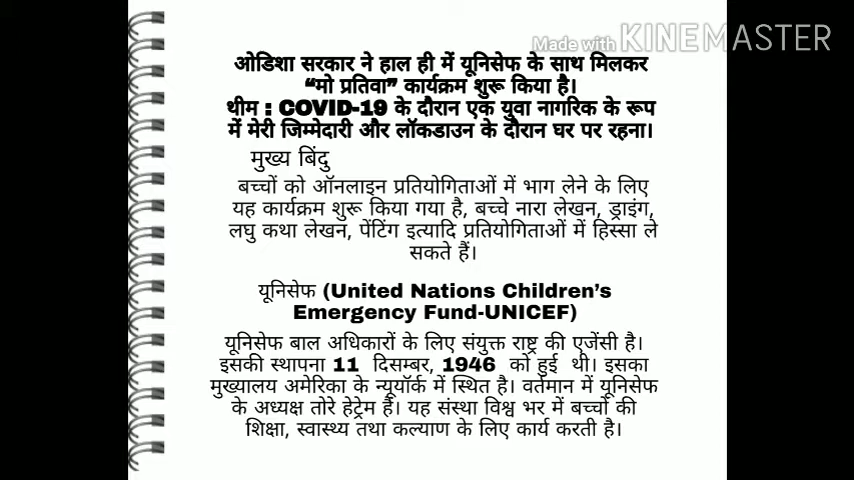 Made with KINEMASTER
ओडिशा सरकार ने हाल ही में यूनिसेफ के साथ मिलकर
“मो प्रतिवा” कार्यक्रम शुरू किया है।
थीम : COVID-19 के दौरान एक युवा नागरिक के रूप
में मेरी जिम्मेदारी और लॉकडाउन के दौरान घर पर रहना।
मुख्य बिंदु
बच्चों को ऑनलाइन प्रतियोगिताओं में भाग लेने के लिए
यह कार्यक्रम शुरू किया गया है, बच्चे नारा लेखन, ड्राइंग,
लघु कथा लेखन, पेंटिंग इत्यादि प्रतियोगिताओं में हिस्सा ले
सकते हैं।
यूनिसेफ (United Nations Children’s
Emergency Fund-UNICEF)
यूनिसेफ बाल अधिकारों के लिए संयुक्त राष्ट्र की एजेंसी है।
इसकी स्थापना 11 दिसम्बर, 1946 को हुई थी। इसका
मुख्यालय अमेरिका के न्यूयॉर्क में स्थित है। वर्तमान में यूनिसेफ
के अध्यक्ष तोरे हेट्रेम हैं। यह संस्था विश्व भर में बच्चों की
शिक्षा, स्वास्थ्य तथा कल्याण के लिए कार्य करती है।